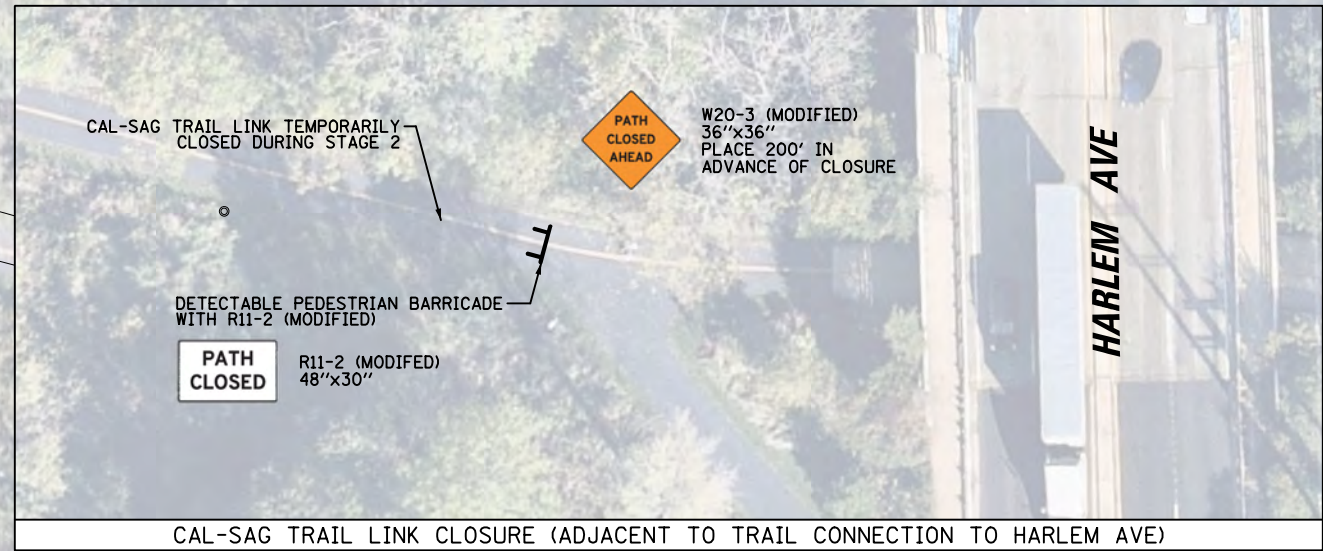 CAL-SAG TRAIL LINK TEMPORARILY
CLOSED DURING STAGE 2
PATH
CLOSED
AHEAD
W20-3 (MODIFIED)
36"x36"
PLACE 200' IN
ADVANCE OF CLOSURE
HARLEM AVE
DETECTABLE PEDESTRIAN BARRICADE
WITH R11-2 (MODIFIED)
PATH
CLOSED
R11-2 (MODIFED)
48"x30"
CAL-SAG TRAIL LINK CLOSURE (ADJACENT TO TRAIL CONNECTION TO HARLEM AVE)